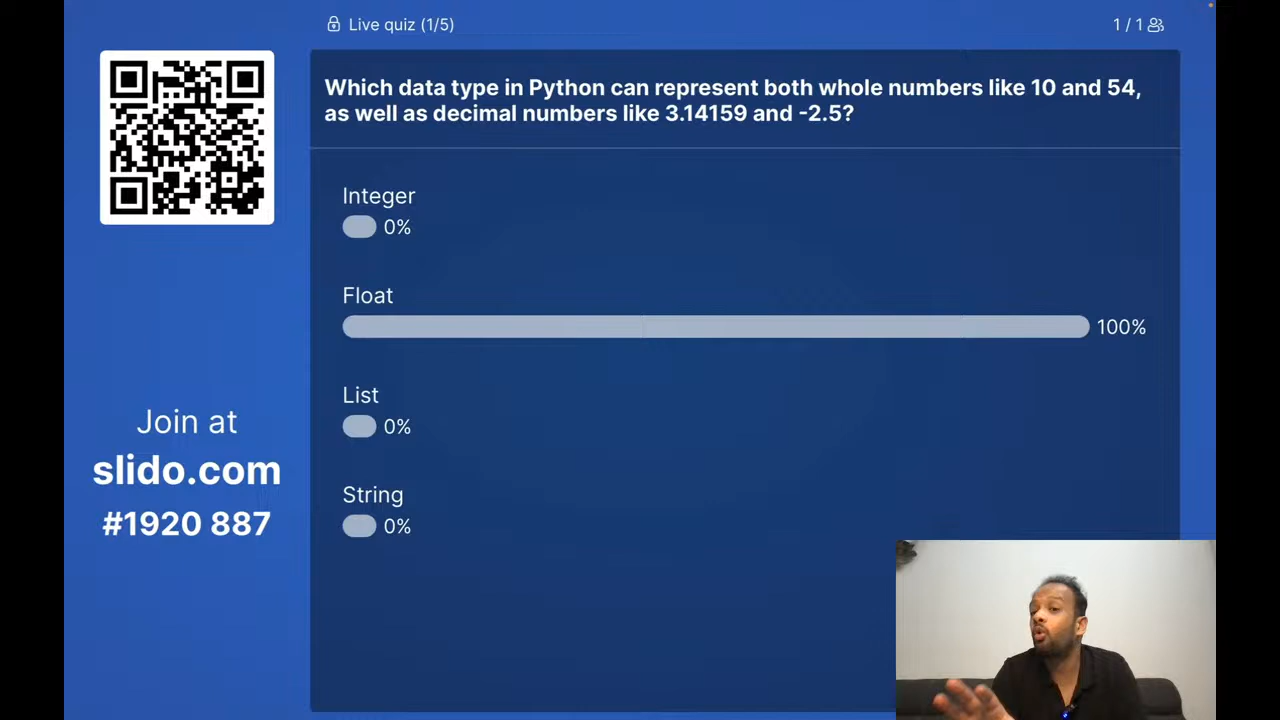 Live quiz (1/5)
1 / 1
Which data type in Python can represent both whole numbers like 10 and 54,
as well as decimal numbers like 3.14159 and -2.5?
Integer
0%
Float
100%
List
0%
String
0%
Join at
slido.com
#1920 887